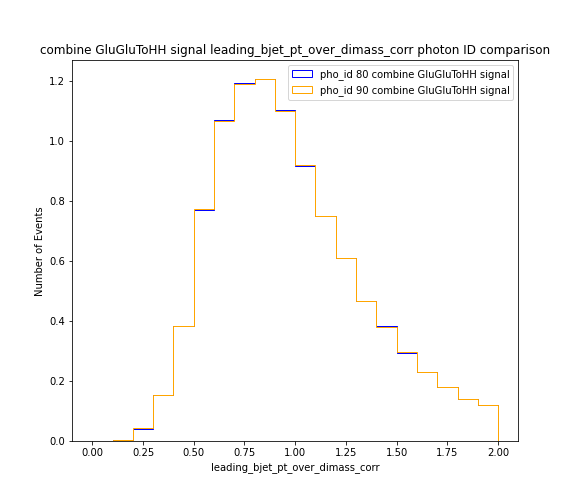 combine GluGluToHH signal leading_bjet_pt_over_dimass_corr photon ID comparison
pho_id 80 combine GluGluToHH signal
pho_id 90 combine GluGluToHH signal
Number of Events
1.2
1.0
0.8
0.6
0.4
0.2
0.0
0.00 0.25 0.50 0.75 1.00 1.25 1.50 1.75 2.00
leading_bjet_pt_over_dimass_corr